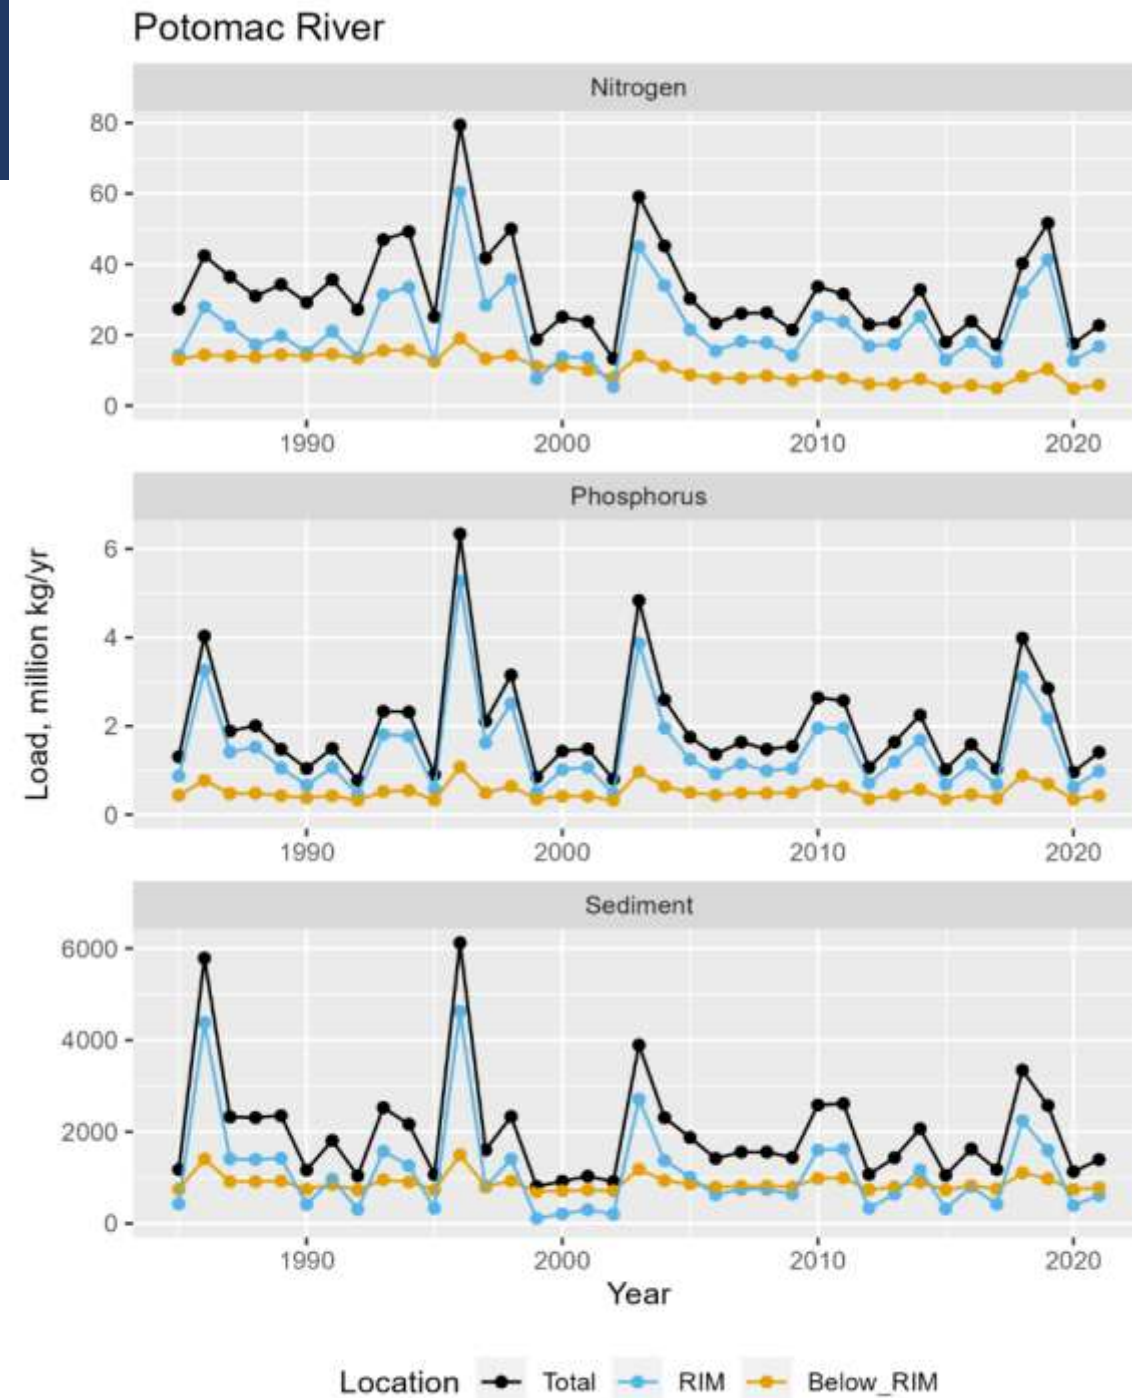 Potomac River
Nitrogen
80
60
40
20
0
1990 2000 2010 2020
Phosphorus
6
4
2
0
1990 2000 2010 2020
Load, million kg/yr
Sediment
6000
4000
2000
0
1990 2000 2010 2020
Year
Location Total RIM Below_RIM